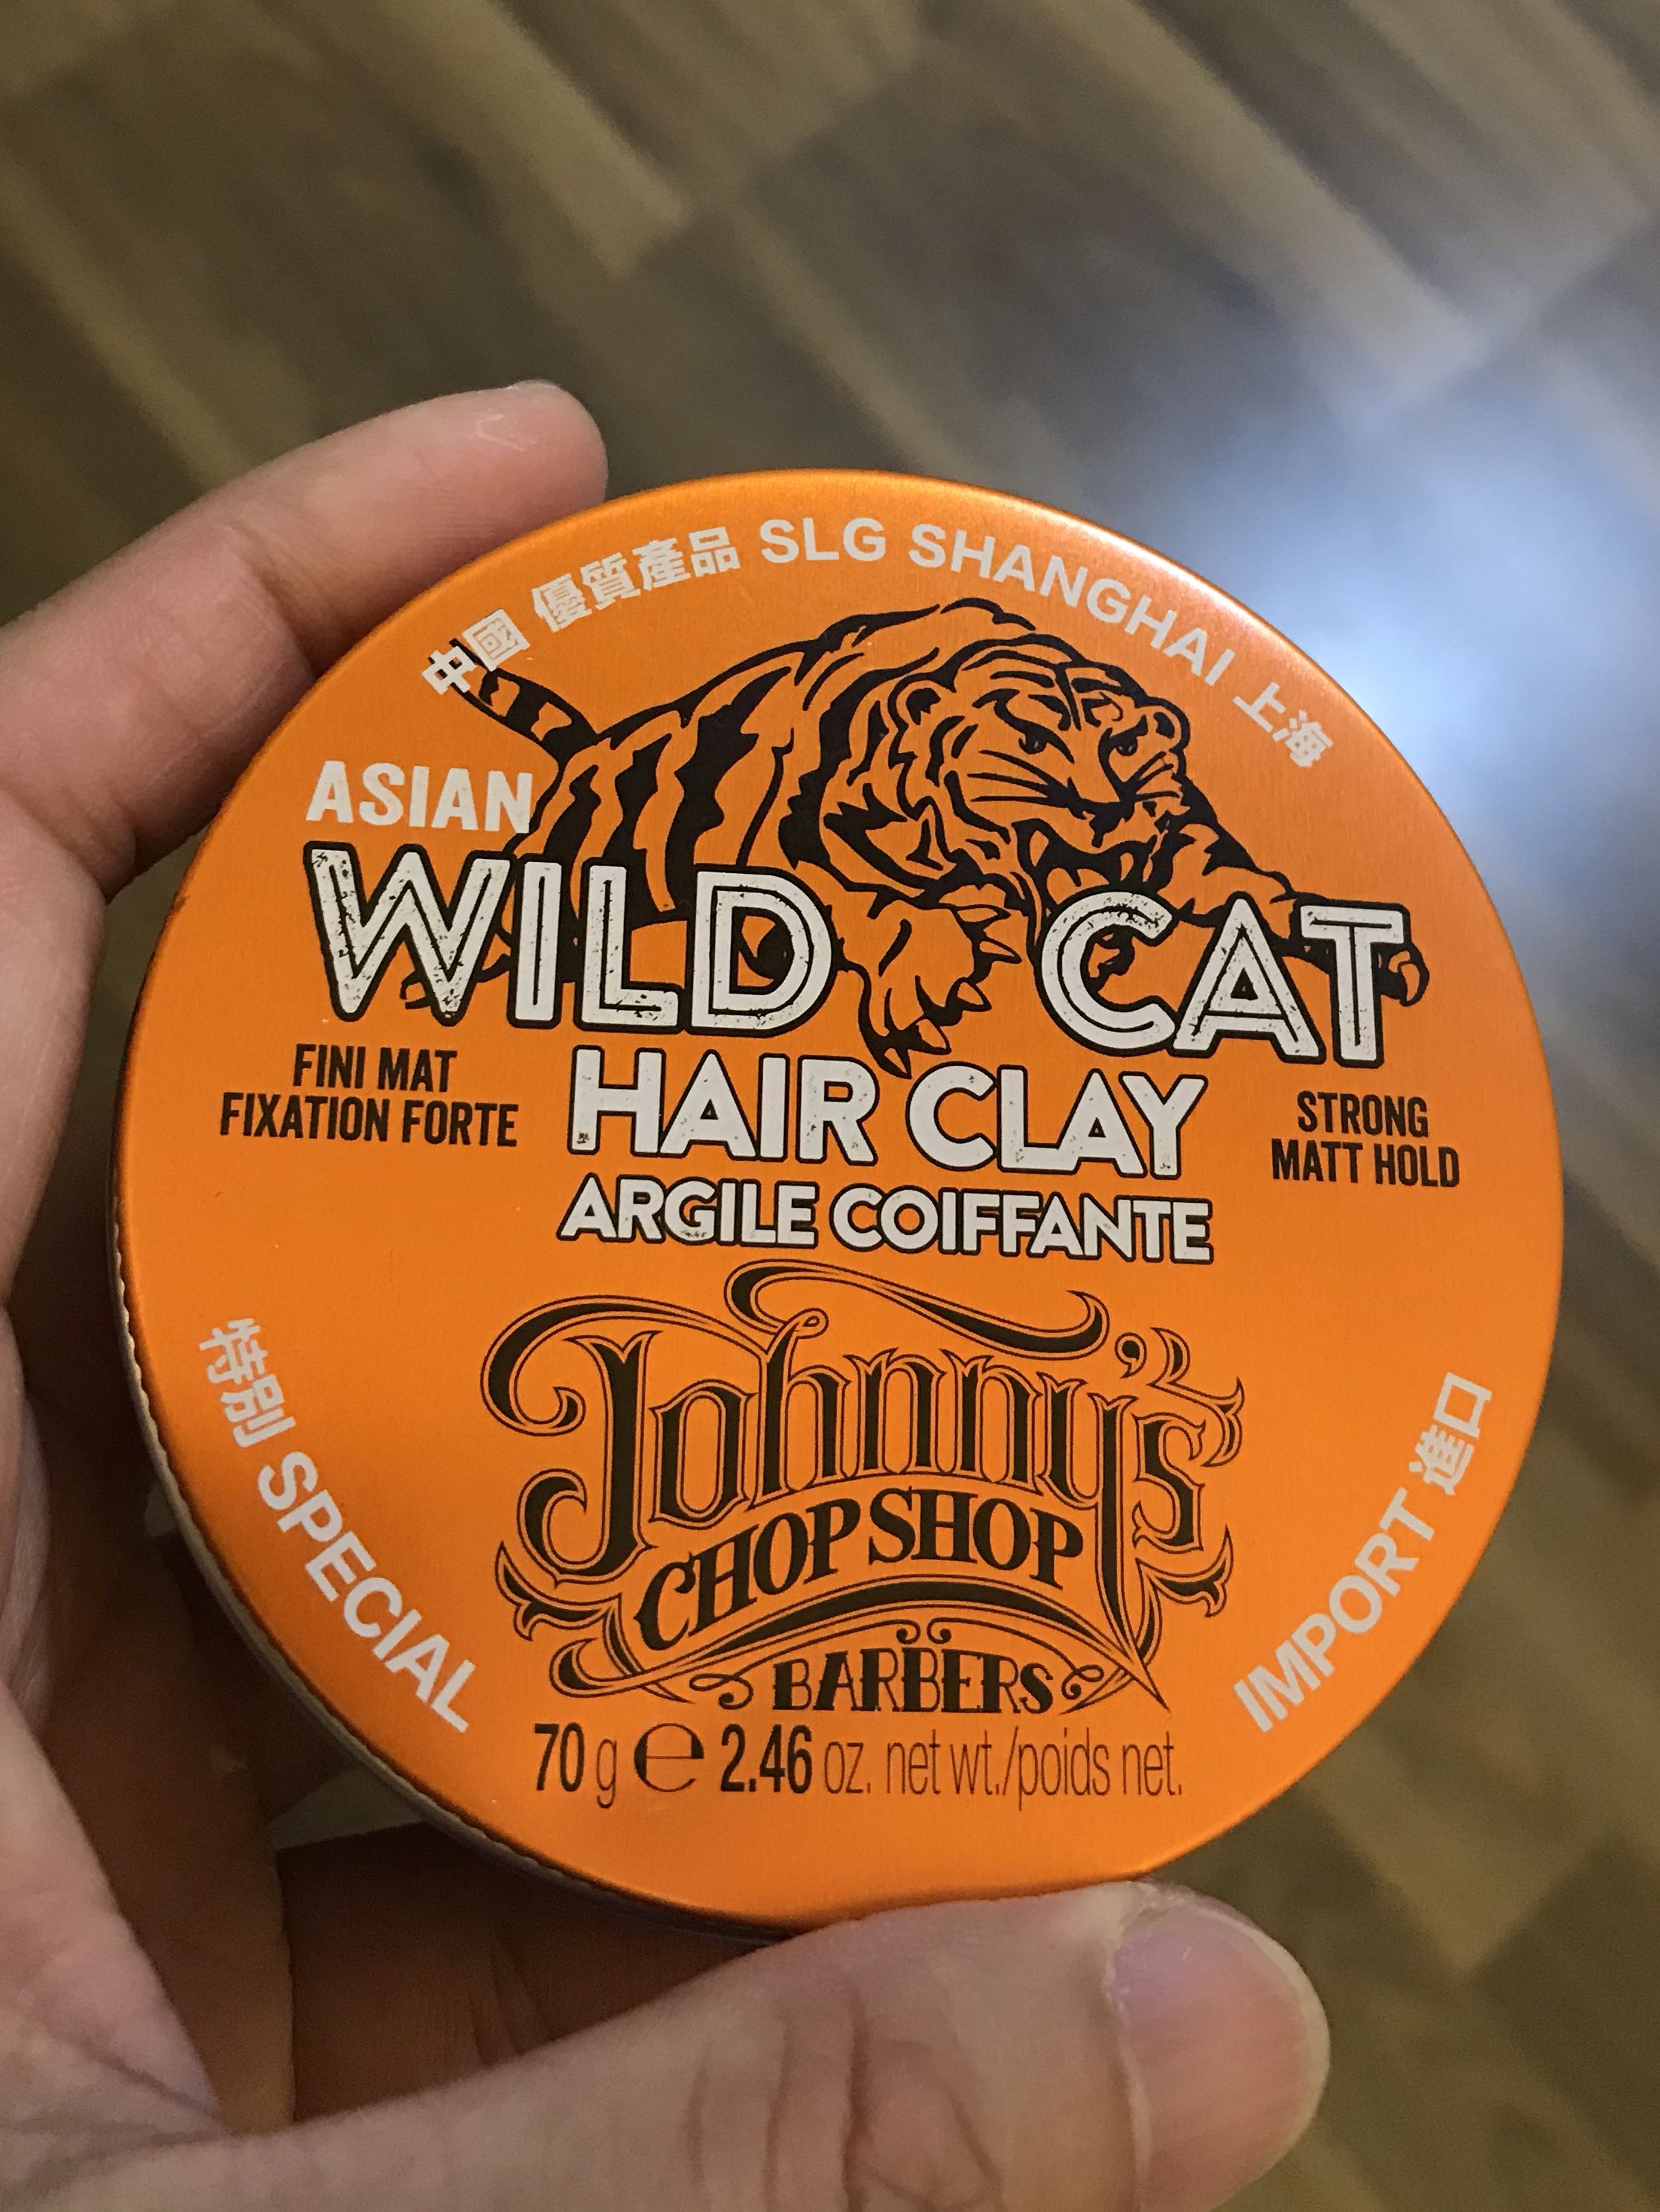 中國 優質產品 SLG SHANGHAI 上海
ASIAN
WILD CAT
FINI MAT
FIXATION FORTE
HAIR CLAY
STRONG
MATT HOLD
ARGILE COIFFANTE
Johnny's
CHOP SHOP
BARBERS
特別 SPECIAL
IMPORT 進口
70 g e 2.46 oz. net wt./poids net.